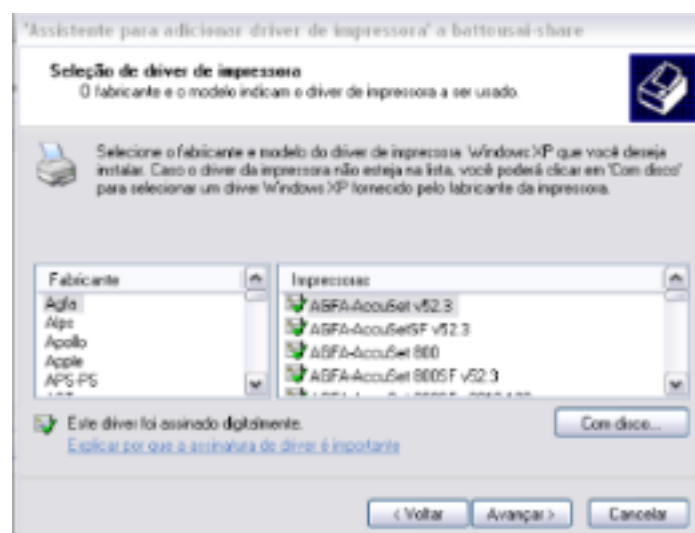 'Assistente para adicionar driver de impressora' a battousai-share
Seleção de driver de impressora
O fabricante e o modelo indicam o driver de impressora a ser usado.
Selecione o fabricante e modelo do driver de impressora Windows XP que você deseja
instalar. Caso o driver da impressora não esteja na lista, você poderá clicar em 'Com disco'
para selecionar um driver Windows XP fornecido pelo fabricante da impressora.
Fabricante
Agfa
Alps
Apollo
Apple
APS-PS
Impressoras
AGFA-AccuSet v52.3
AGFA-AccuSetSF v52.3
AGFA-AccuSet 800
AGFA-AccuSet 800SF v52.3
Este driver foi assinado digitalmente.
Com disco...
Explicar por que a assinatura de driver é importante
< Voltar
Avançar >
Cancelar